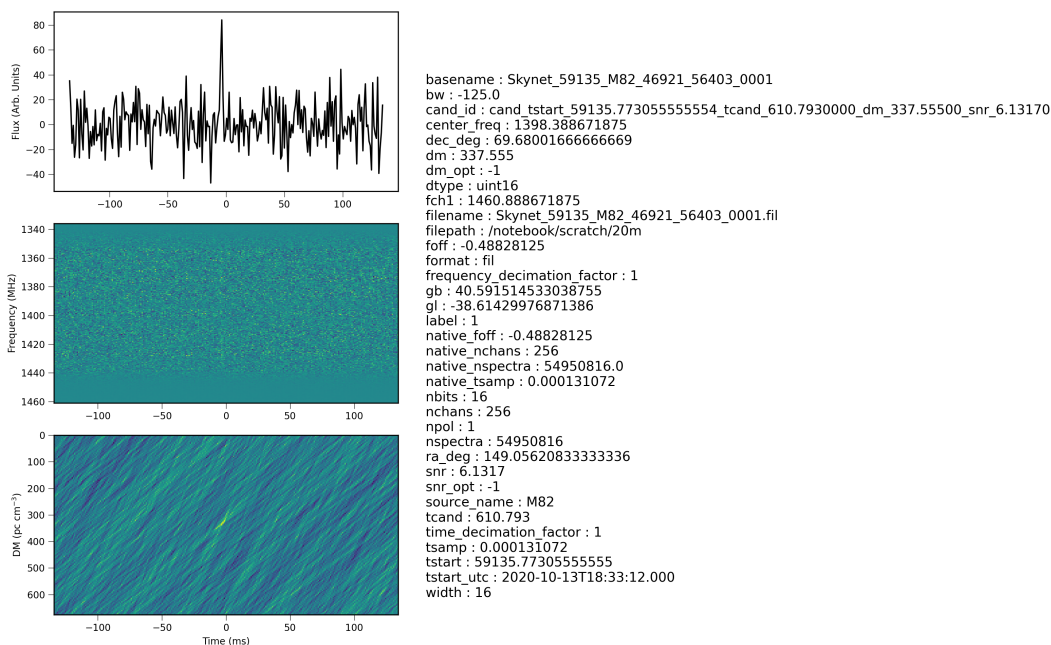 80
60
40
20
0
−20
−40
Flux (Arb. Units)
−100 −50 0 50 100
1340
1360
1380
1400
1420
1440
1460
Frequency (MHz)
−100 −50 0 50 100
0
100
200
300
400
500
600
DM (pc cm⁻³)
−100 −50 0 50 100
Time (ms)
basename : Skynet_59135_M82_46921_56403_0001
bw : -125.0
cand_id : cand_tstart_59135.773055555554_tcand_610.7930000_dm_337.55500_snr_6.13170
center_freq : 1398.388671875
dec_deg : 69.68001666666669
dm : 337.555
dm_opt : -1
dtype : uint16
fch1 : 1460.888671875
filename : Skynet_59135_M82_46921_56403_0001.fil
filepath : /notebook/scratch/20m
foff : -0.48828125
format : fil
frequency_decimation_factor : 1
gb : 40.591514533038755
gl : -38.61429976871386
label : 1
native_foff : -0.48828125
native_nchans : 256
native_nspectra : 54950816.0
native_tsamp : 0.000131072
nbits : 16
nchans : 256
npol : 1
nspectra : 54950816
ra_deg : 149.05620833333336
snr : 6.1317
snr_opt : -1
source_name : M82
tcand : 610.793
time_decimation_factor : 1
tsamp : 0.000131072
tstart : 59135.77305555555
tstart_utc : 2020-10-13T18:33:12.000
width : 16